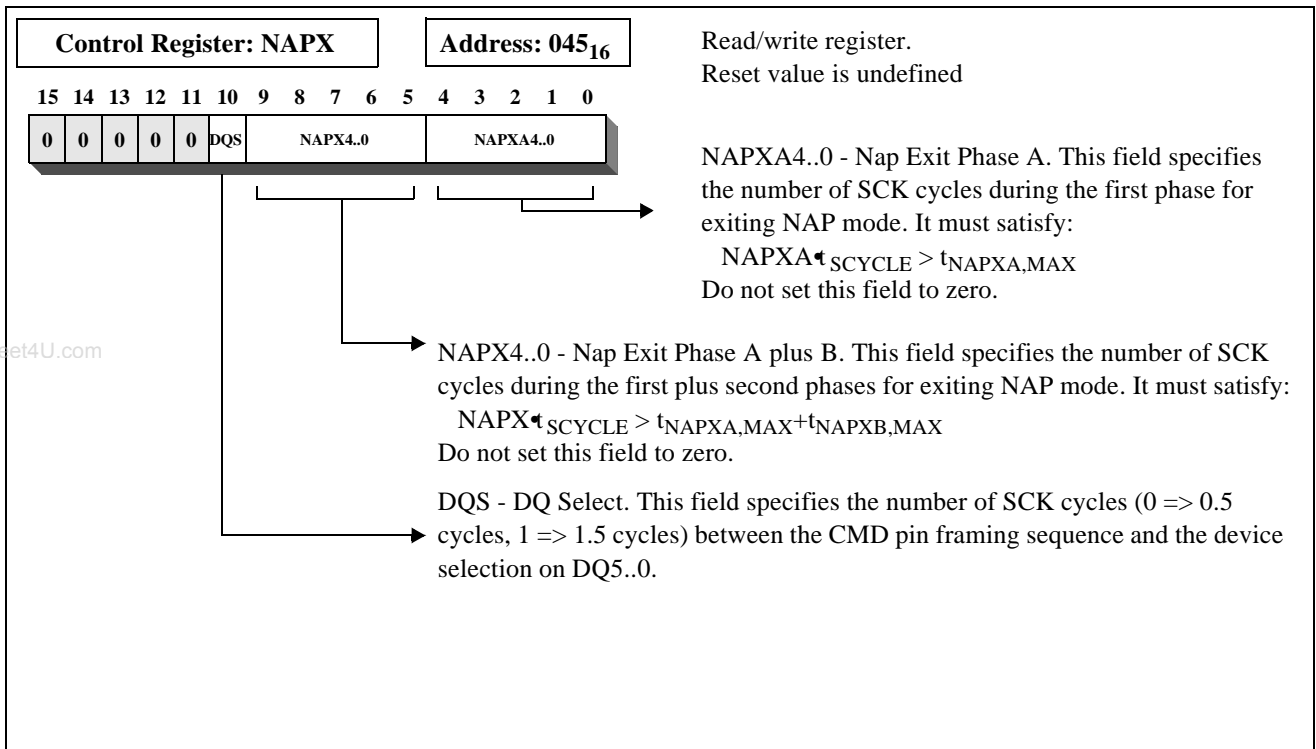 Control Register: NAPX
Address: 045₁₆
Read/write register.
Reset value is undefined
15 14 13 12 11 10 9 8 7 6 5 4 3 2 1 0
0 0 0 0 0 DQS NAPX4..0 NAPXA4..0
NAPXA4..0 - Nap Exit Phase A. This field specifies
the number of SCK cycles during the first phase for
exiting NAP mode. It must satisfy:
NAPXA•tSCYCLE > tNAPXA,MAX
Do not set this field to zero.
eet4U.com
NAPX4..0 - Nap Exit Phase A plus B. This field specifies the number of SCK
cycles during the first plus second phases for exiting NAP mode. It must satisfy:
NAPX•tSCYCLE > tNAPXA,MAX+tNAPXB,MAX
Do not set this field to zero.
DQS - DQ Select. This field specifies the number of SCK cycles (0 => 0.5
cycles, 1 => 1.5 cycles) between the CMD pin framing sequence and the device
selection on DQ5..0.